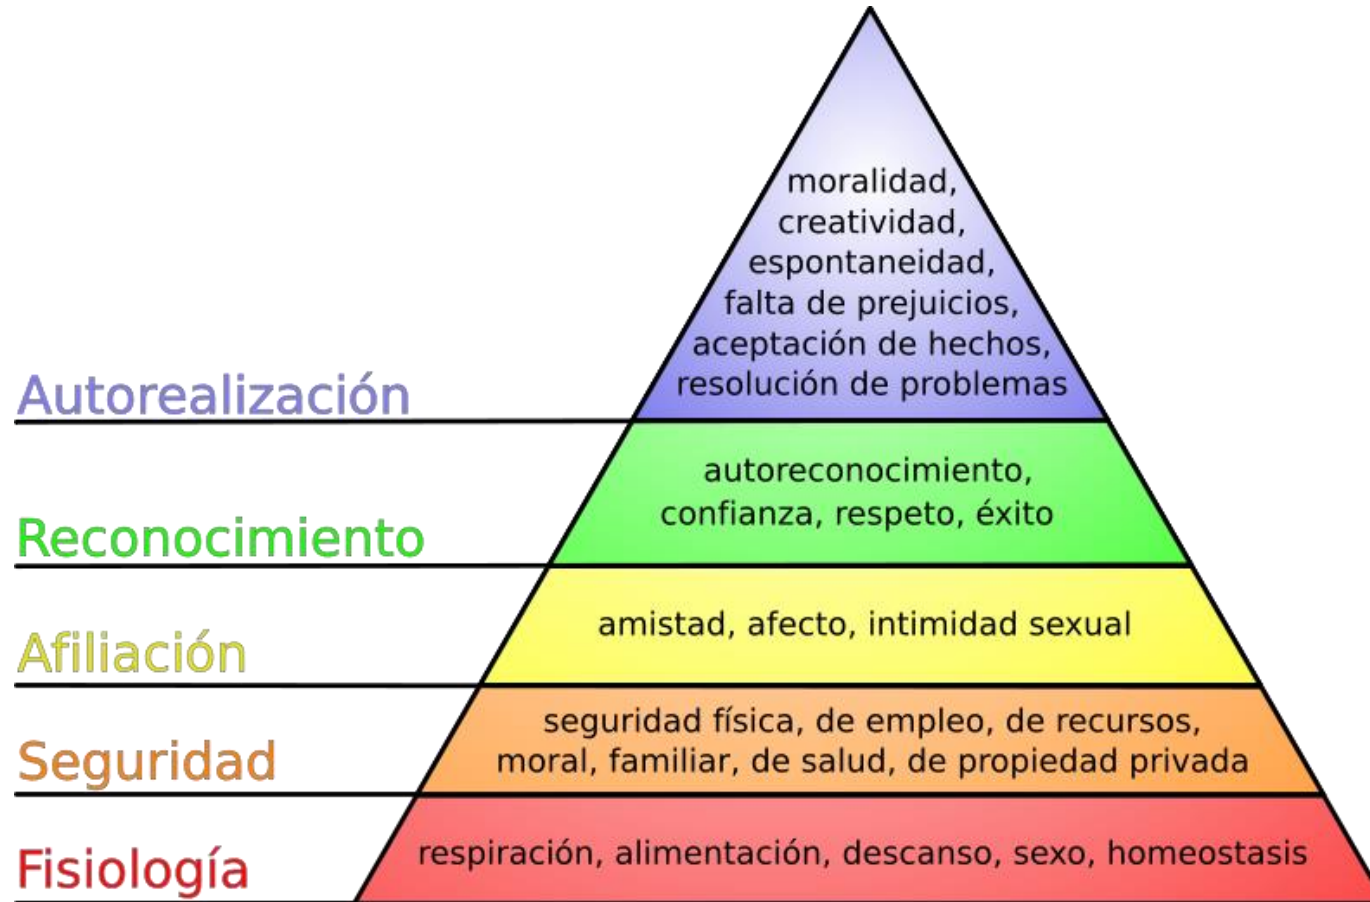 moralidad,
creatividad,
espontaneidad,
falta de prejuicios,
aceptación de hechos,
resolución de problemas
Autorealización
autoreconocimiento,
confianza, respeto, éxito
Reconocimiento
amistad, afecto, intimidad sexual
Afiliación
seguridad física, de empleo, de recursos,
moral, familiar, de salud, de propiedad privada
Seguridad
respiración, alimentación, descanso, sexo, homeostasis
Fisiología